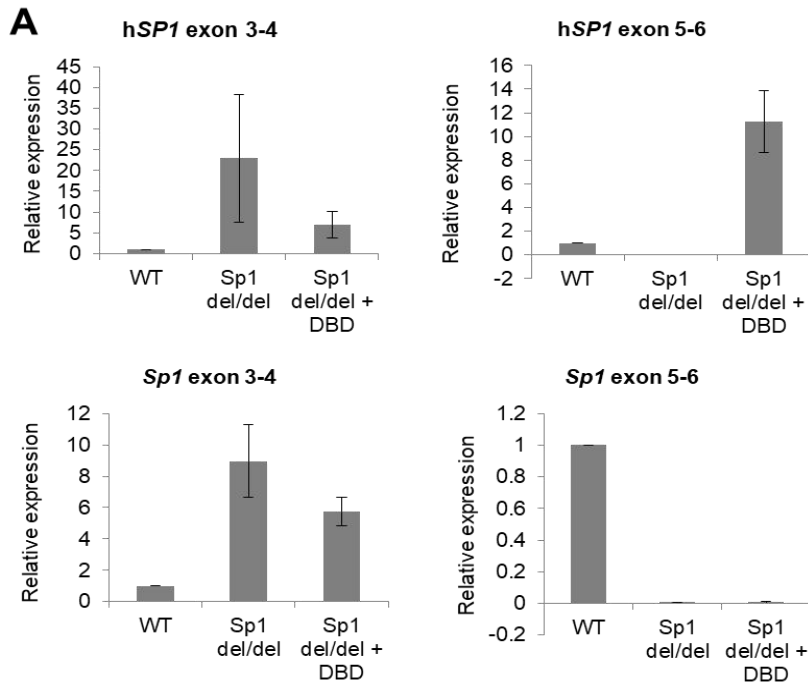 A
hSP1 exon 3-4
Relative expression
45
40
35
30
25
20
15
10
5
0
WT
Sp1
del/del
Sp1
del/del +
DBD
hSP1 exon 5-6
Relative expression
16
14
12
10
8
6
4
2
0
-2
WT
Sp1
del/del
Sp1
del/del +
DBD
Sp1 exon 3-4
Relative expression
12
10
8
6
4
2
0
WT
Sp1
del/del
Sp1
del/del +
DBD
Sp1 exon 5-6
Relative expression
1.2
1
0.8
0.6
0.4
0.2
0
-0.2
WT
Sp1
del/del
Sp1
del/del +
DBD